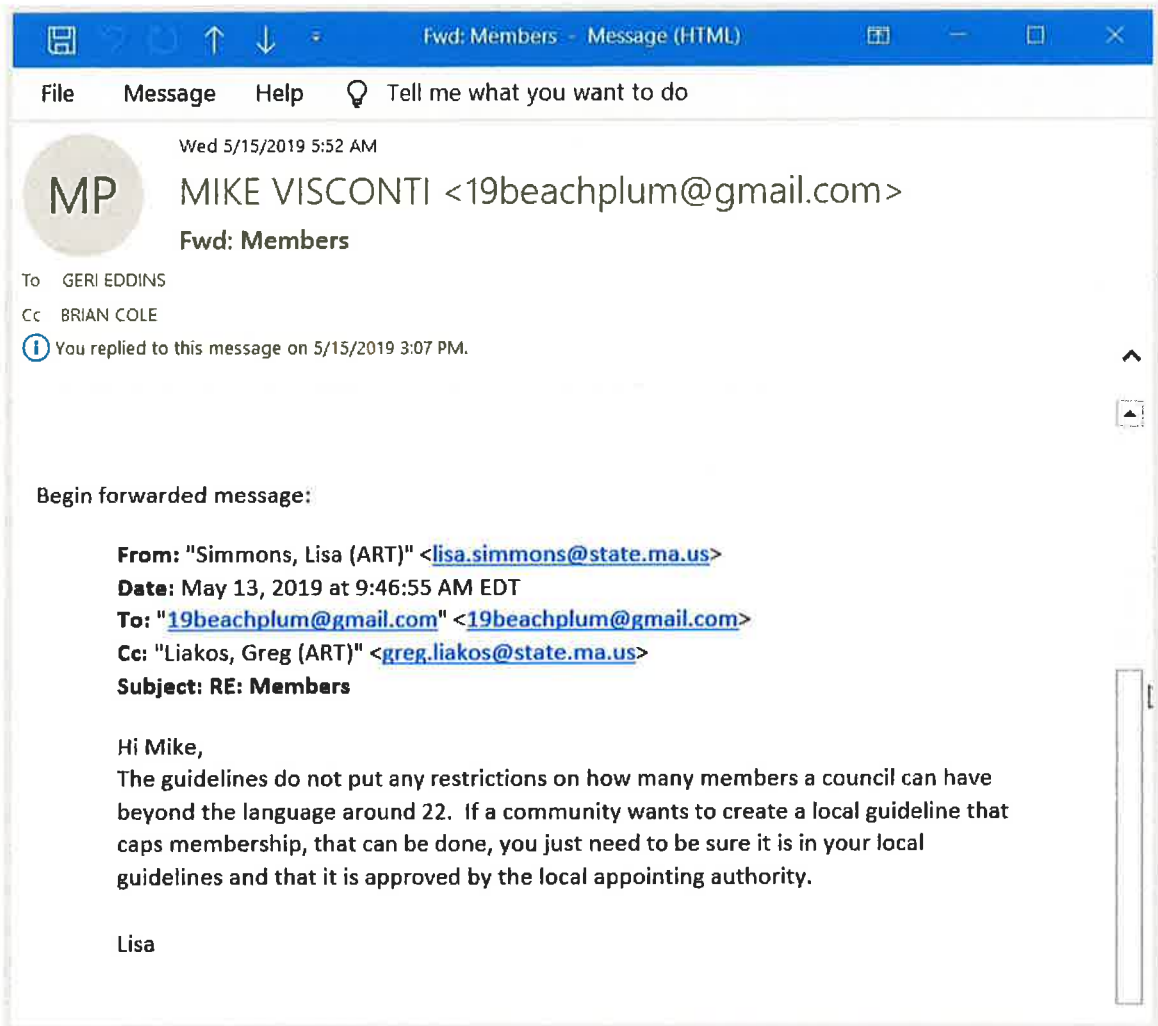 Fwd: Members - Message (HTML)
File Message Help Tell me what you want to do
Wed 5/15/2019 5:52 AM
MP
MIKE VISCONTI <19beachplum@gmail.com>
Fwd: Members
To GERI EDDINS
Cc BRIAN COLE
You replied to this message on 5/15/2019 3:07 PM.
Begin forwarded message:
From: "Simmons, Lisa (ART)" <lisa.simmons@state.ma.us>
Date: May 13, 2019 at 9:46:55 AM EDT
To: "19beachplum@gmail.com" <19beachplum@gmail.com>
Cc: "Liakos, Greg (ART)" <greg.liakos@state.ma.us>
Subject: RE: Members
Hi Mike,
The guidelines do not put any restrictions on how many members a council can have
beyond the language around 22. If a community wants to create a local guideline that
caps membership, that can be done, you just need to be sure it is in your local
guidelines and that it is approved by the local appointing authority.
Lisa